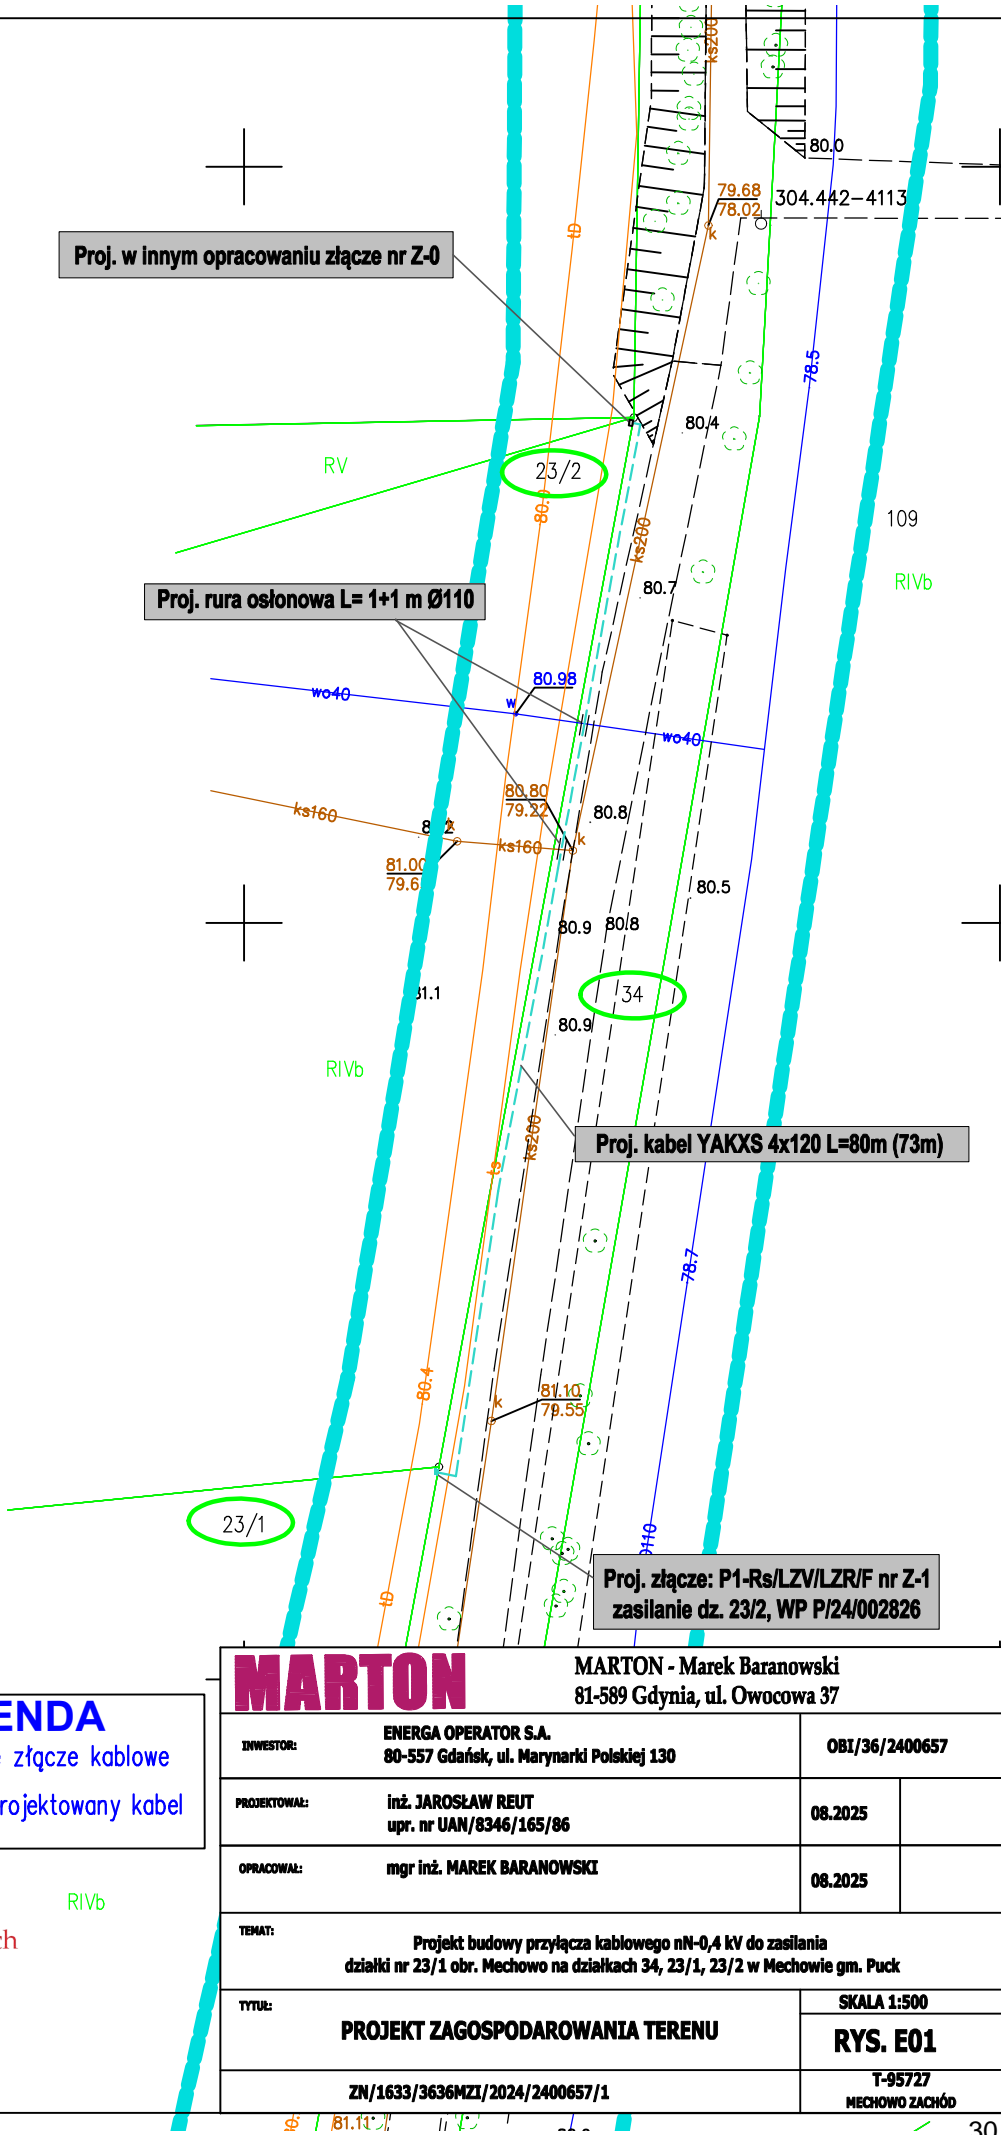 ks200
80.0
79.68
78.02
304.442-4113
k
tD
Proj. w innym opracowaniu złącze nr Z-0
78.5
80.4
RV
23/2
80.0
109
ks200
RIVb
Proj. rura osłonowa L= 1+1 m Ø110
80.7
80.98
wo40
w
wo40
80.80
79.22
ks160
80.8
k
k
ks160
81.00
79.6
80.5
80.9
80.8
81.1
34
80.9
RIVb
Proj. kabel YAKXS 4x120 L=80m (73m)
ks200
ts
78.7
80.4
81.10
k
79.55
23/1
tD
Proj. złącze: P1-Rs/LZV/LZR/F nr Z-1
zasilanie dz. 23/2, WP P/24/002826
MARTON
MARTON - Marek Baranowski
81-589 Gdynia, ul. Owocowa 37
ENDA
złącze kablowe
rojektowany kabel
INWESTOR:
ENERGA OPERATOR S.A.
80-557 Gdańsk, ul. Marynarki Polskiej 130
OBI/36/2400657
PROJEKTOWAŁ:
inż. JAROSŁAW REUT
upr. nr UAN/8346/165/86
08.2025
OPRACOWAŁ:
mgr inż. MAREK BARANOWSKI
08.2025
RIVb
ch
TEMAT:
Projekt budowy przyłącza kablowego nN-0,4 kV do zasilania
działki nr 23/1 obr. Mechowo na działkach 34, 23/1, 23/2 w Mechowie gm. Puck
TYTUŁ:
PROJEKT ZAGOSPODAROWANIA TERENU
SKALA 1:500
RYS. E01
ZN/1633/3636MZI/2024/2400657/1
T-95727
MECHOWO ZACHÓD
80.
81.11
30